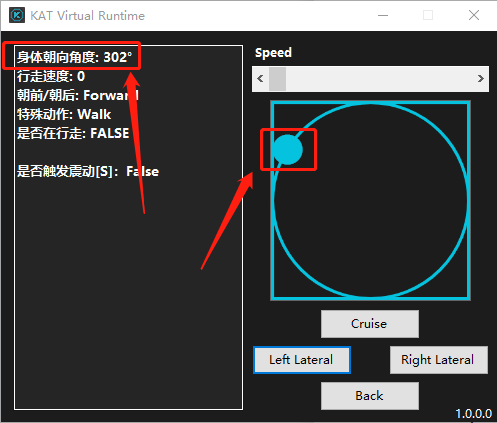 KAT Virtual Runtime
身体朝向角度: 302°
行走速度: 0
朝前/朝后: Forward
特殊动作: Walk
是否在行走: FALSE
是否触发震动[S]: False
Speed
Cruise
Left Lateral
Right Lateral
Back
1.0.0.0